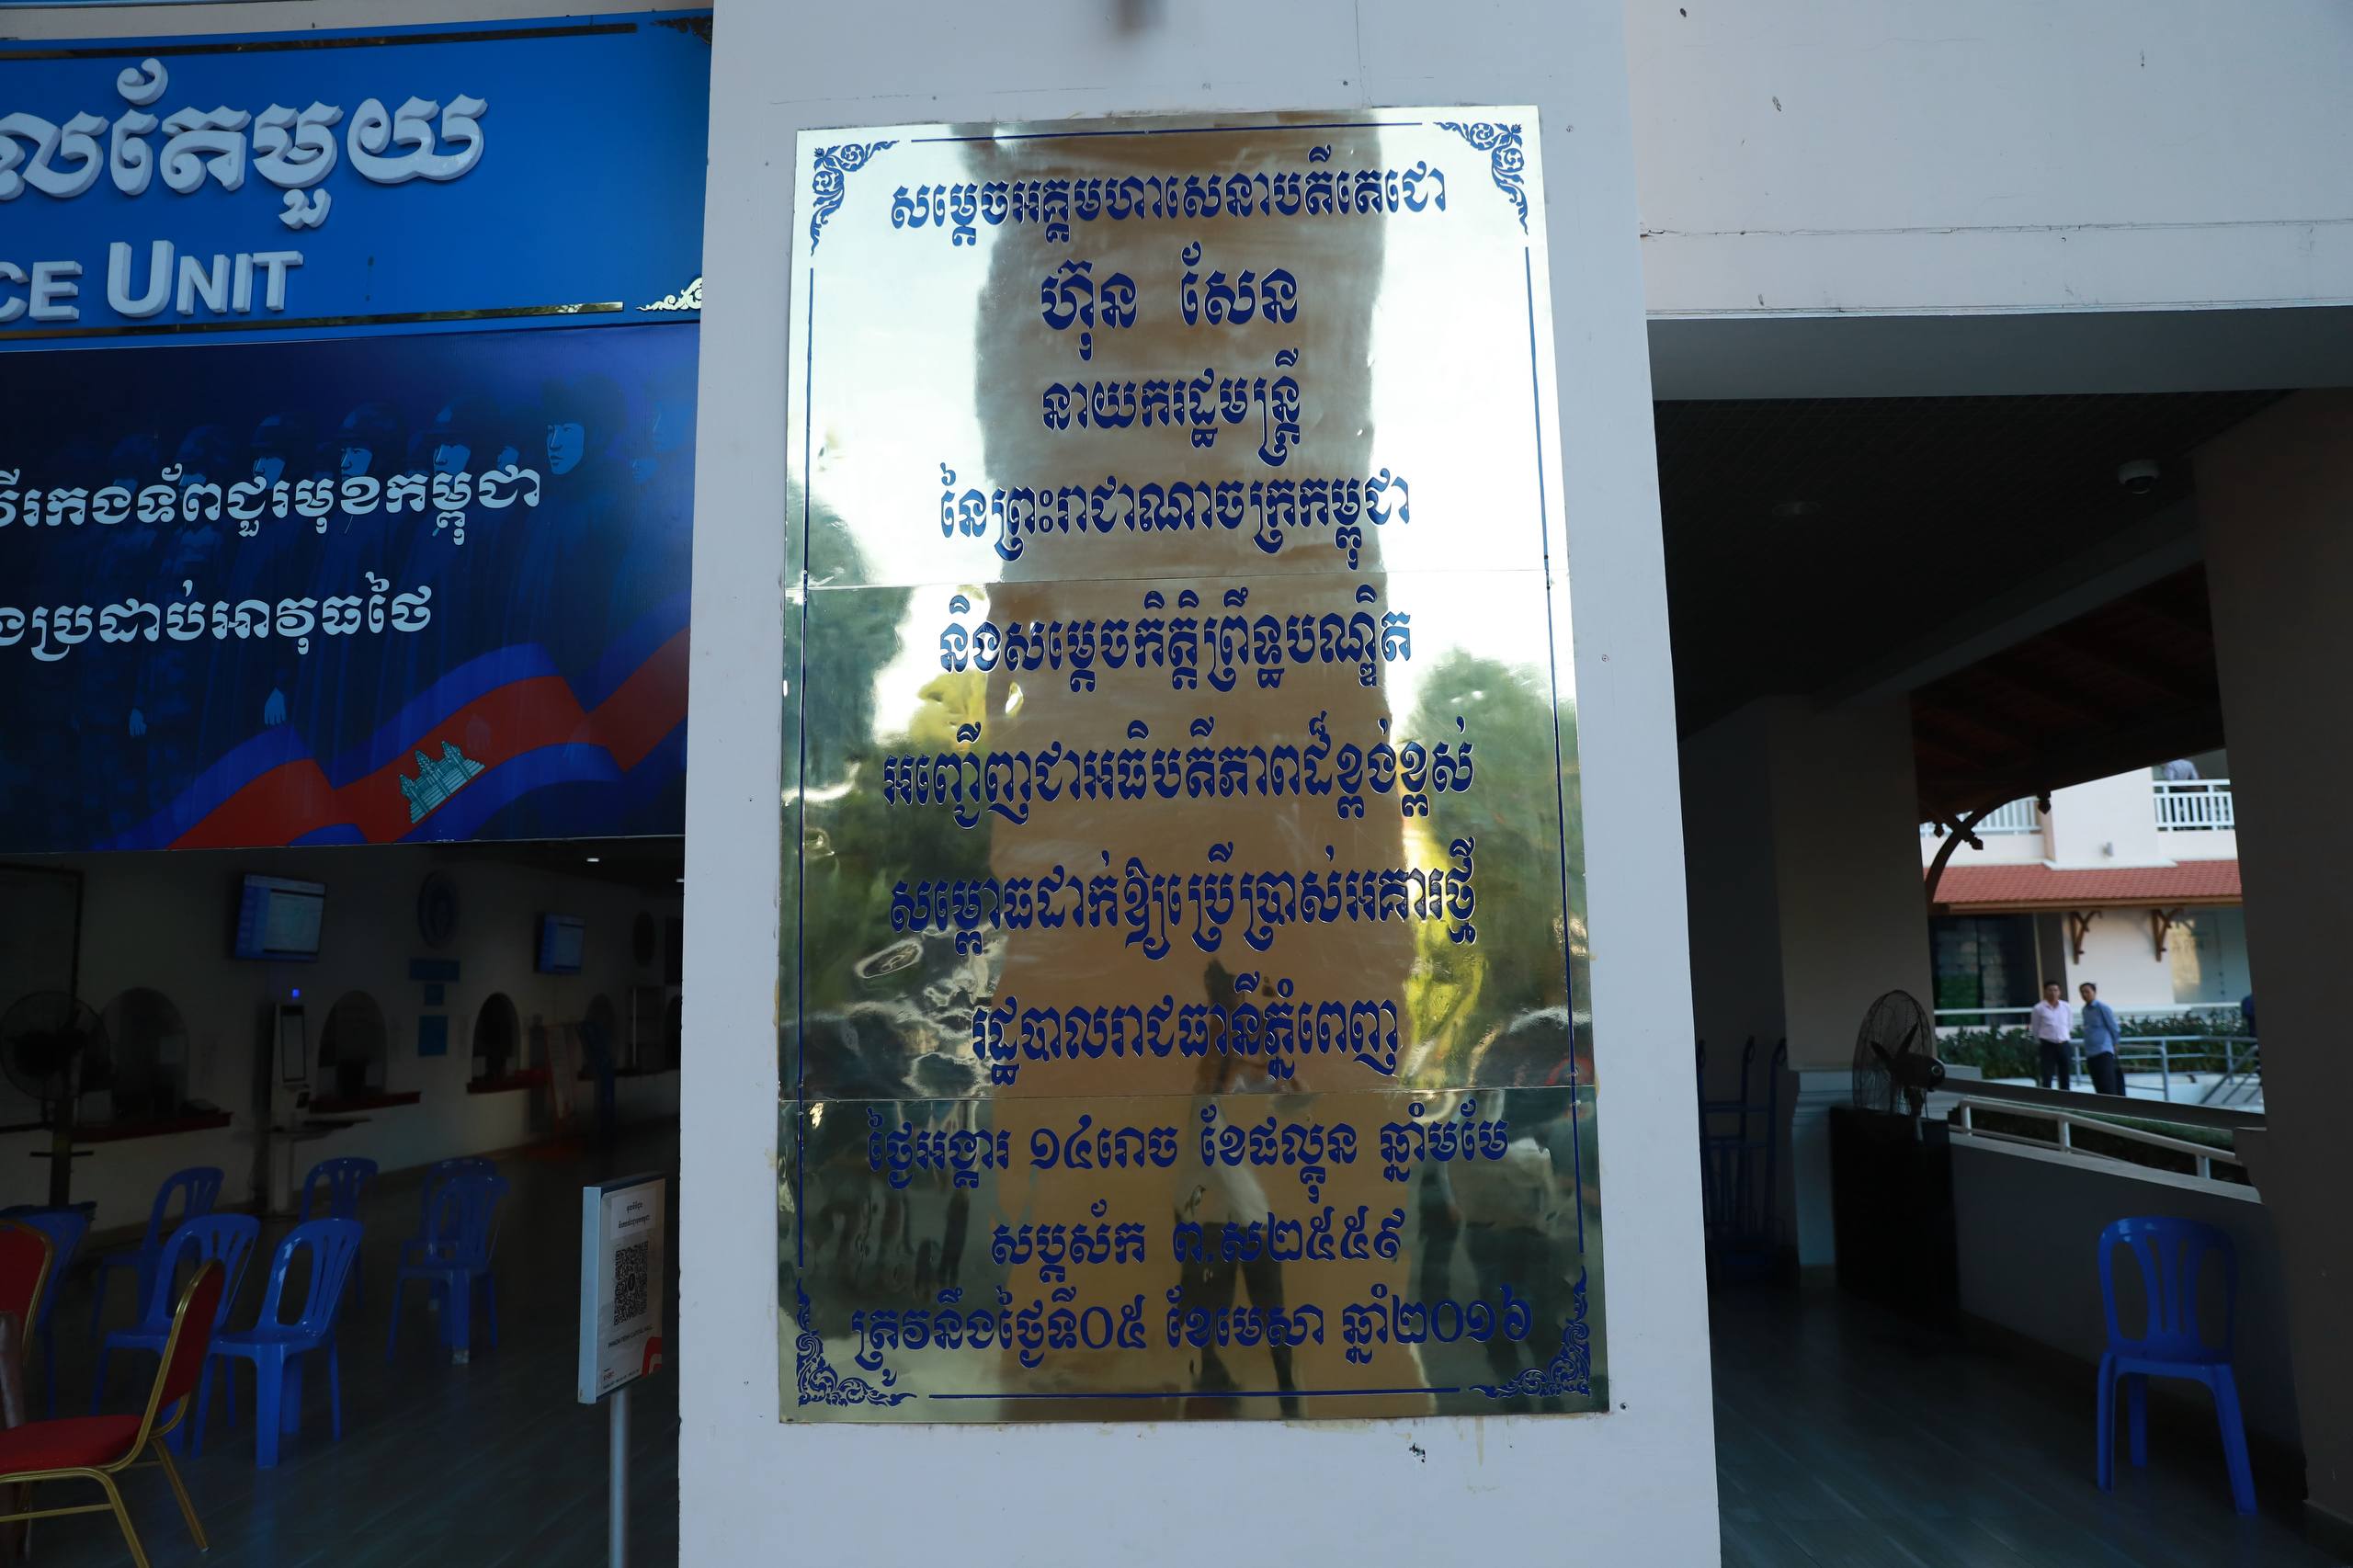 លតែមួយ
CE UNIT
វីរកងទ័ពជួរមុខកម្ពុជា
ងប្រដាប់អាវុធថៃ
សម្តេចអគ្គមហាសេនាបតីតេជោ
ហ៊ុន សែន
នាយករដ្ឋមន្ត្រី
នៃព្រះរាជាណាចក្រកម្ពុជា
និងសម្តេចកិត្តិព្រឹទ្ធបណ្ឌិត
អញ្ជើញជាអធិបតីភាពដ៏ខ្ពង់ខ្ពស់
សម្ពោធដាក់ឱ្យប្រើប្រាស់អគារថ្មី
រដ្ឋបាលរាជធានីភ្នំពេញ
ថ្ងៃអង្គារ ១៤រោច ខែផល្គុន ឆ្នាំមមែ
សប្តស័ក ព.ស២៥៥៩
ត្រូវនឹងថ្ងៃទី០៥ ខែមេសា ឆ្នាំ២០១៦